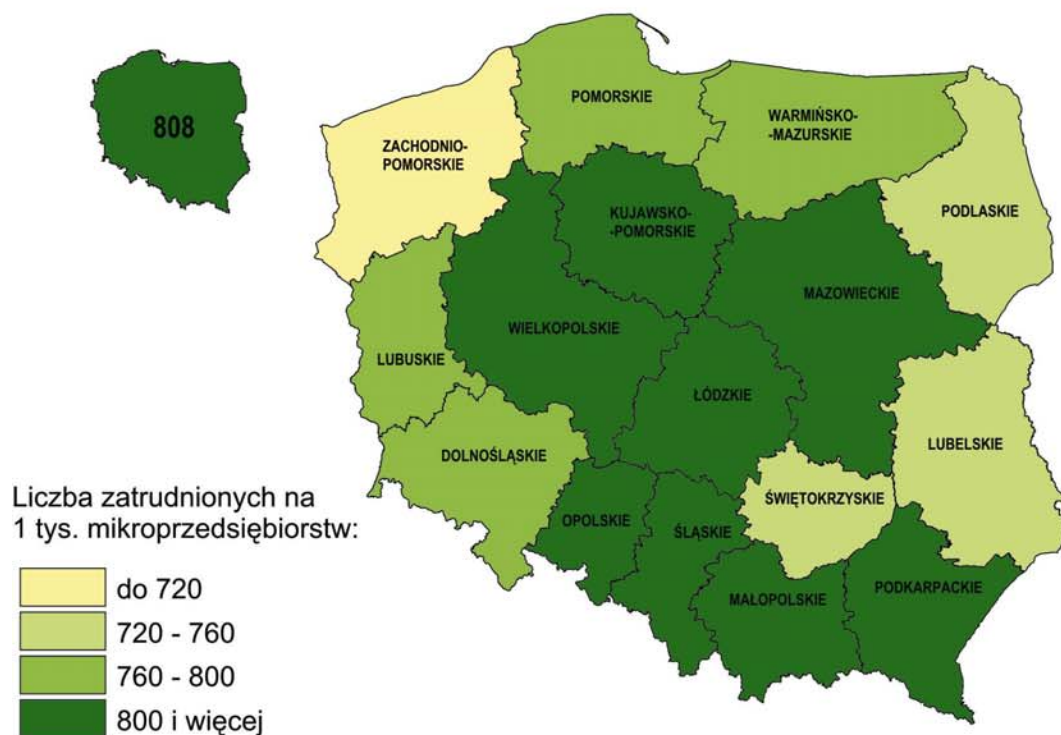 808
POMORSKIE
WARMIŃSKO-
-MAZURSKIE
ZACHODNIO-
POMORSKIE
PODLASKIE
KUJAWSKO-
-POMORSKIE
MAZOWIECKIE
WIELKOPOLSKIE
LUBUSKIE
ŁÓDZKIE
DOLNOŚLĄSKIE
LUBELSKIE
ŚWIĘTOKRZYSKIE
OPOLSKIE
ŚLĄSKIE
PODKARPACKIE
MAŁOPOLSKIE
Liczba zatrudnionych na
1 tys. mikroprzedsiębiorstw:
do 720
720 - 760
760 - 800
800 i więcej